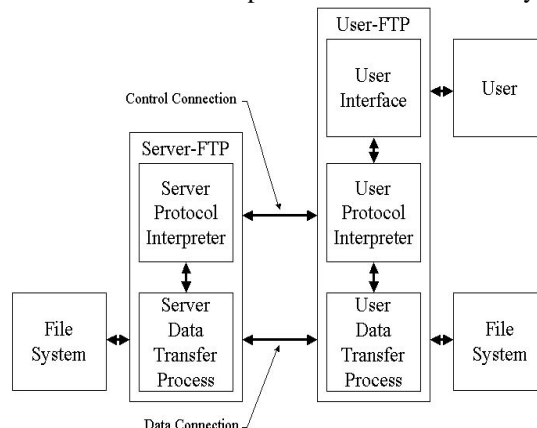 User-FTP
User
Interface
User
Control Connection
Server-FTP
Server
Protocol
Interpreter
User
Protocol
Interpreter
File
System
Server
Data
Transfer
Process
User
Data
Transfer
Process
File
System
Data Connection